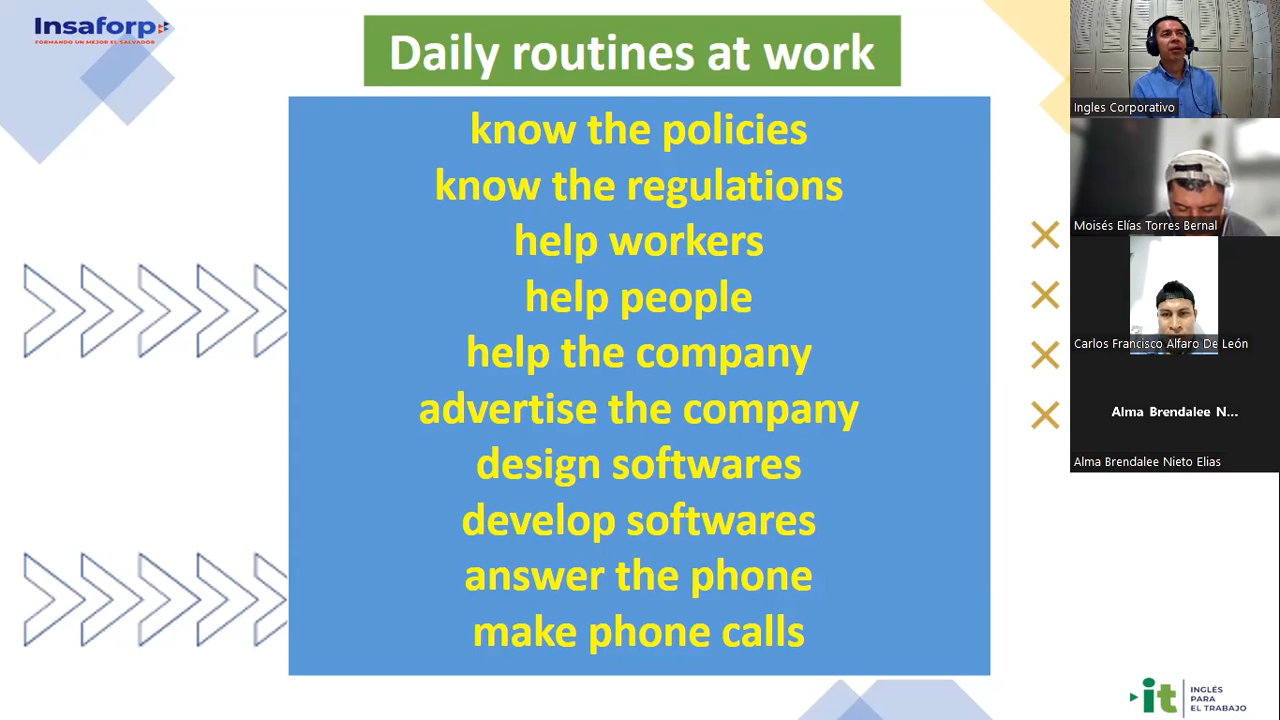 Insaforp
FORMANDO UN MEJOR EL SALVADOR
Daily routines at work
know the policies
know the regulations
help workers
help people
help the company
advertise the company
design softwares
develop softwares
answer the phone
make phone calls
Ingles Corporativo
Moisés Elías Torres Bernal
Carlos Francisco Alfaro De León
Alma Brendalee N...
Alma Brendalee Nieto Elias
it
INGLÉS
PARA
EL TRABAJO